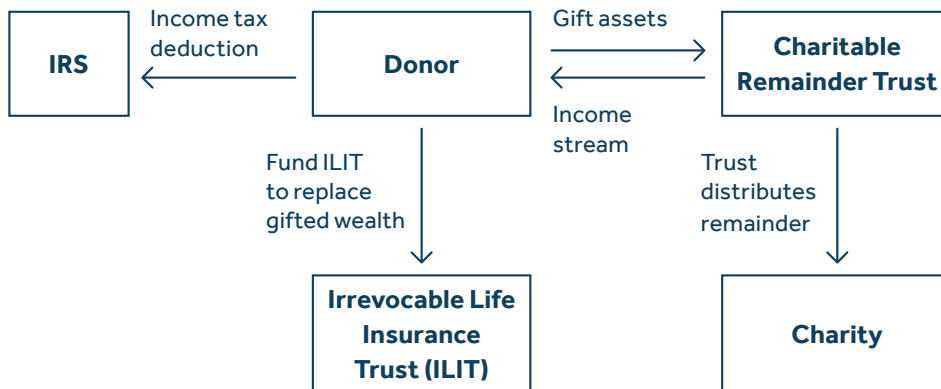 Income tax
deduction
IRS
Donor
Gift assets
Income
stream
Charitable
Remainder Trust
Fund ILIT
to replace
gifted wealth
Trust
distributes
remainder
Irrevocable Life
Insurance
Trust (ILIT)
Charity